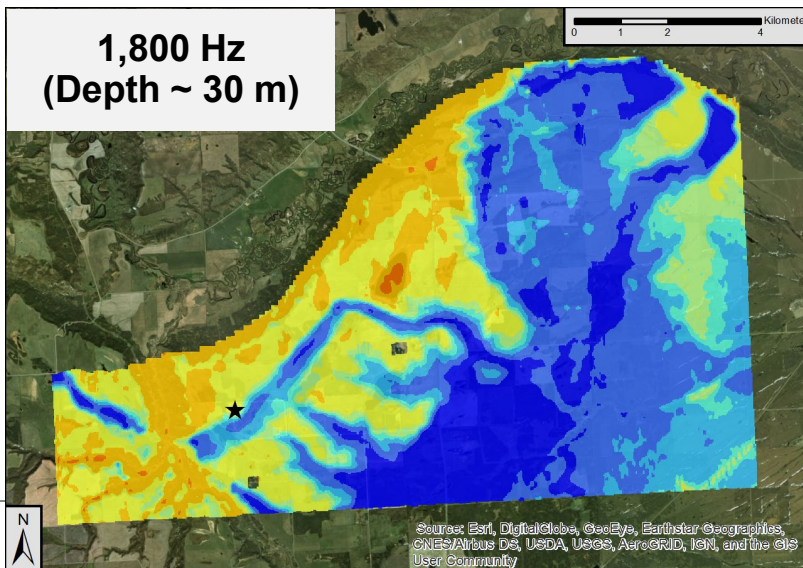 1,800 Hz
(Depth ~ 30 m)
Kilomete
0 1 2 4
N
Source: Esri, DigitalGlobe, GeoEye, Earthstar Geographics,
CNES/Airbus DS, USDA, USGS, AeroGRID, IGN, and the GIS
User Community